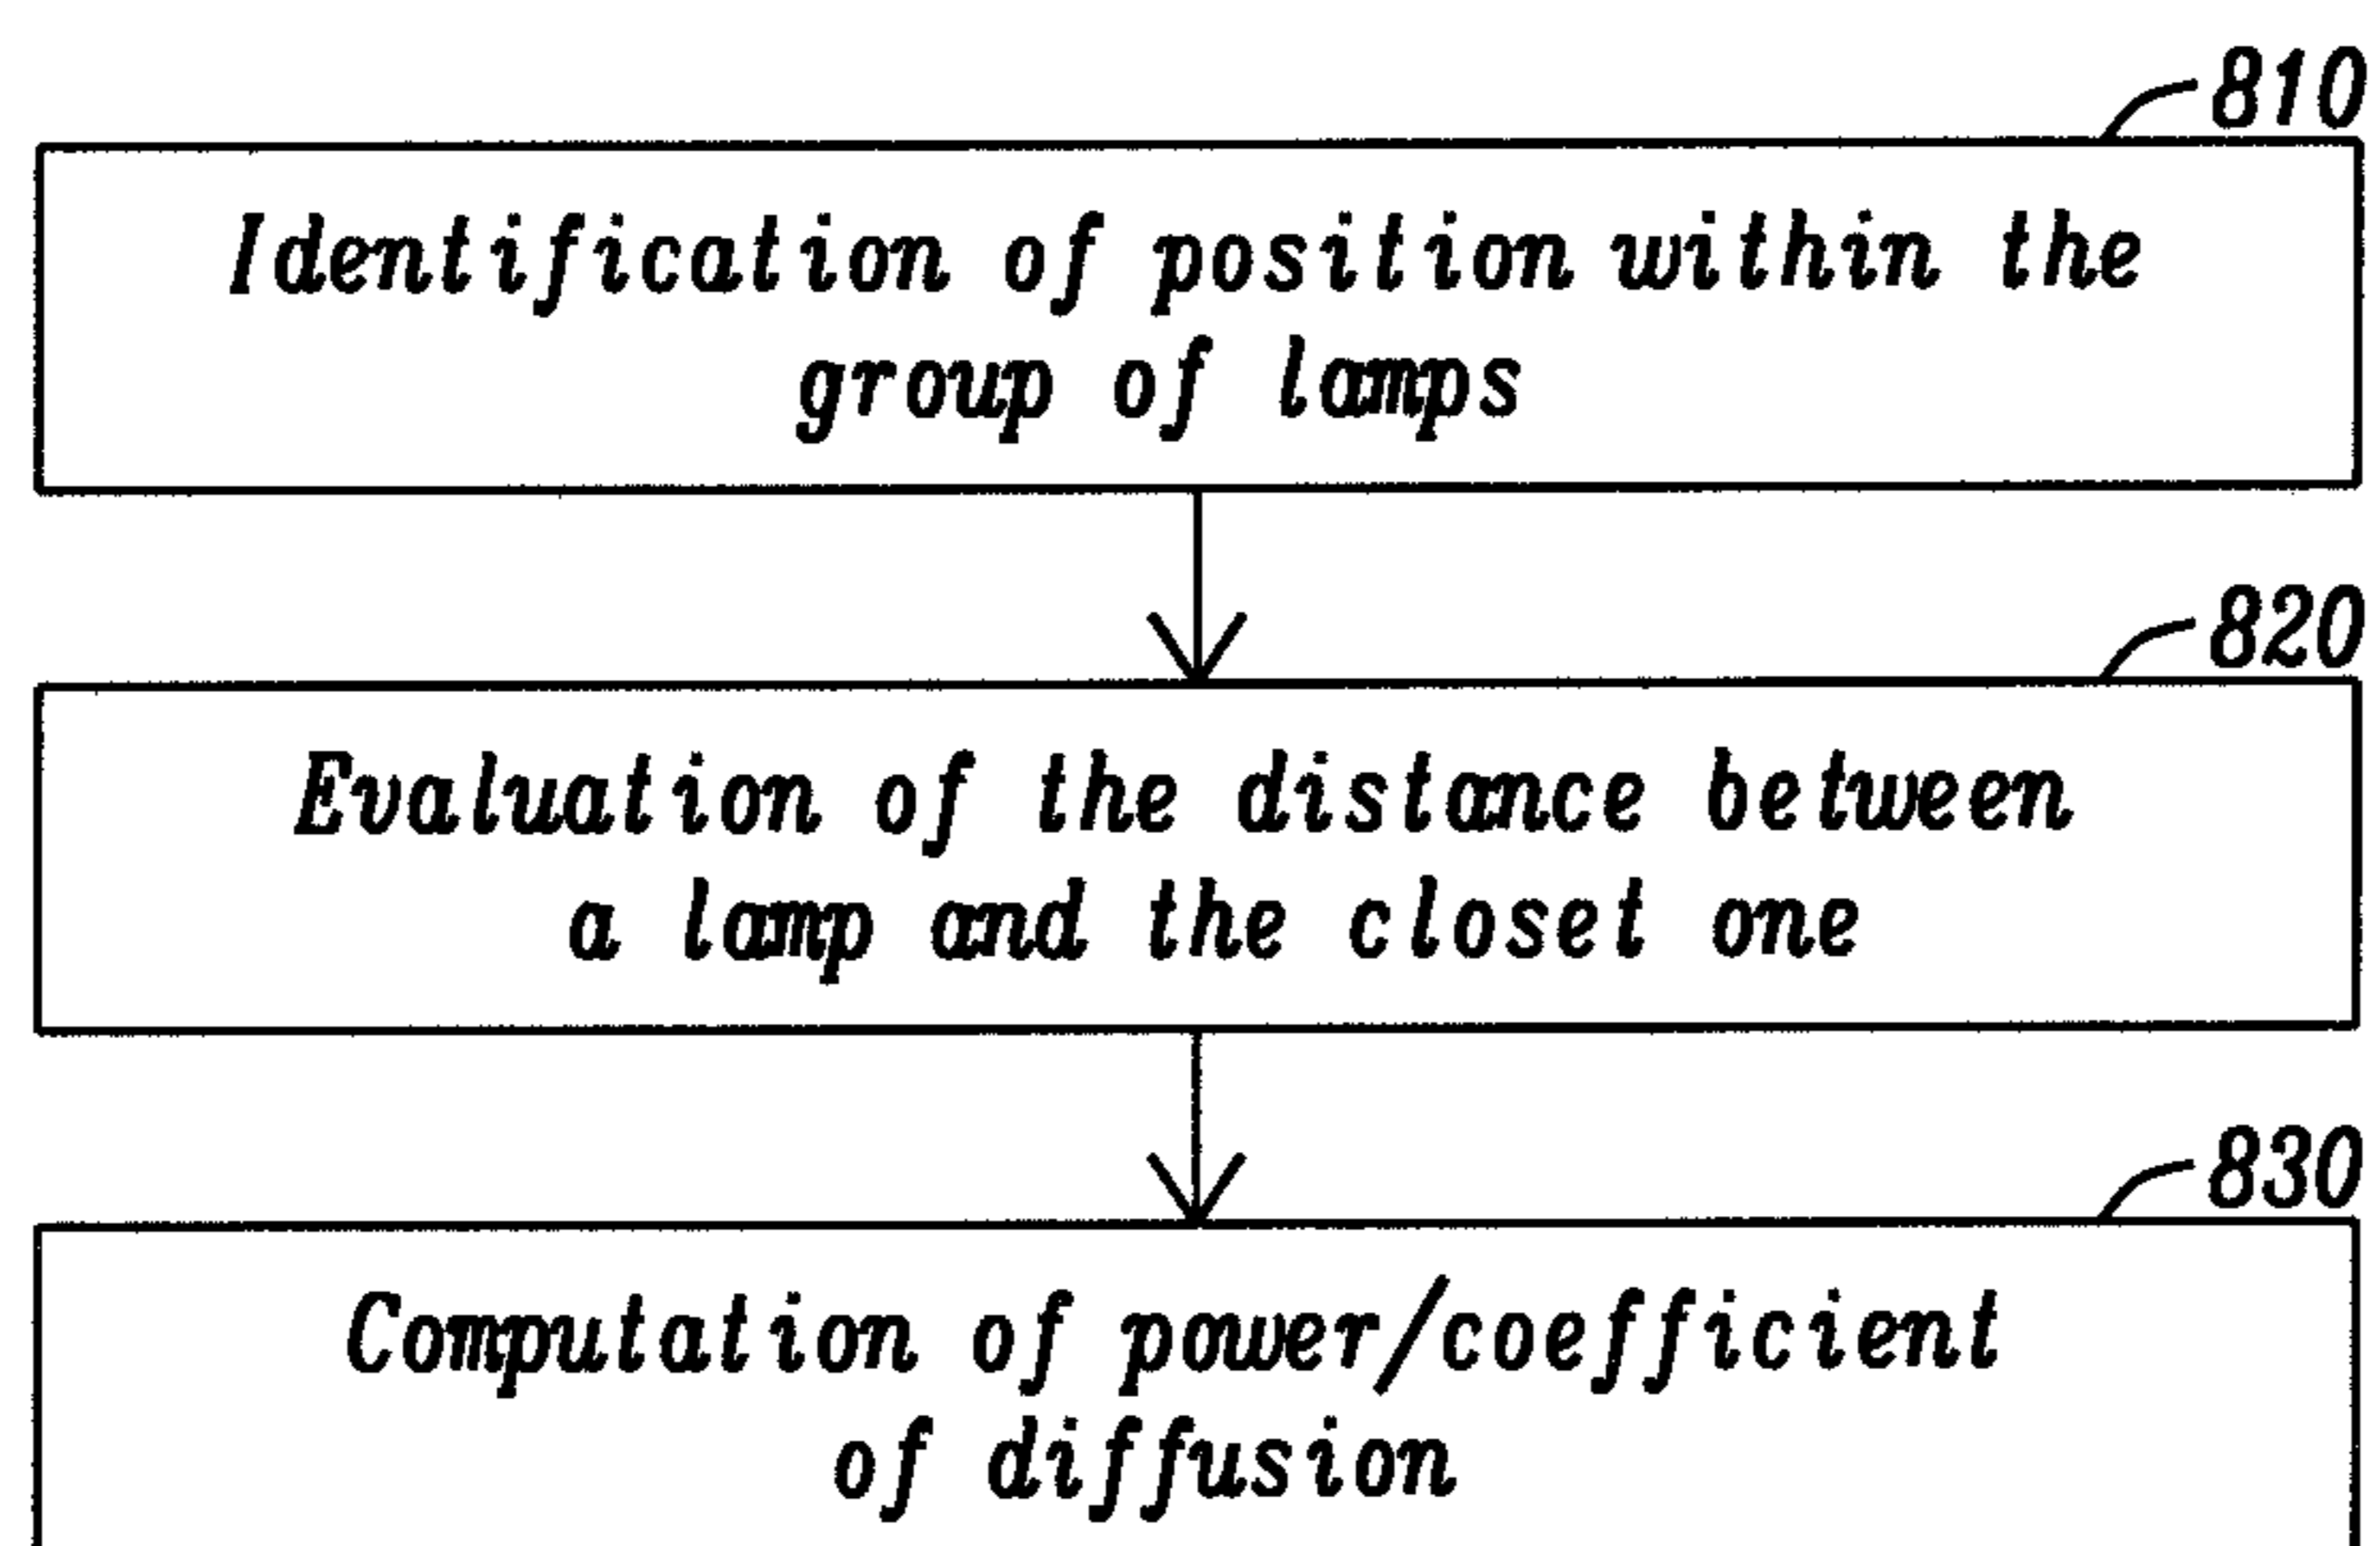 810
Identification of position within the
group of lamps
820
Evaluation of the distance between
a lamp and the closet one
830
Computation of power/coefficient
of diffusion